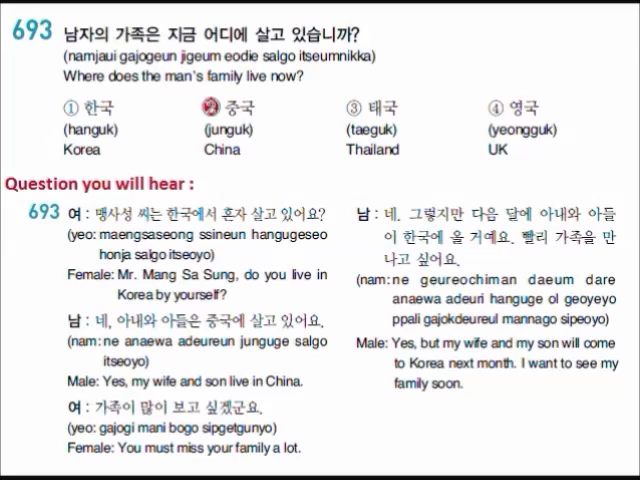 693 남자의 가족은 지금 어디에 살고 있습니까?
(namjaui gajogeun jigeum eodie salgo itseumnikka)
Where does the man's family live now?
① 한국 ② 중국 ③ 태국 ④ 영국
(hanguk) (junguk) (taeguk) (yeongguk)
Korea China Thailand UK
Question you will hear :
693 여 : 맹사성 씨는 한국에서 혼자 살고 있어요?
(yeo: maengsaseong ssineun hangugeseo
honja salgo itseoyo)
Female: Mr. Mang Sa Sung, do you live in
Korea by yourself?
남 : 네, 아내와 아들은 중국에 살고 있어요.
(nam: ne anaewa adeureun junguge salgo
itseoyo)
Male: Yes, my wife and son live in China.
여 : 가족이 많이 보고 싶겠군요.
(yeo: gajogi mani bogo sipgetgunyo)
Female: You must miss your family a lot.
남 : 네. 그렇지만 다음 달에 아내와 아들
이 한국에 올 거예요. 빨리 가족을 만
나고 싶어요.
(nam: ne geureochiman daeum dare
anaewa adeuri hanguge ol geoyeyo
ppali gajokdeureul mannago sipeoyo)
Male: Yes, but my wife and my son will come
to Korea next month. I want to see my
family soon.